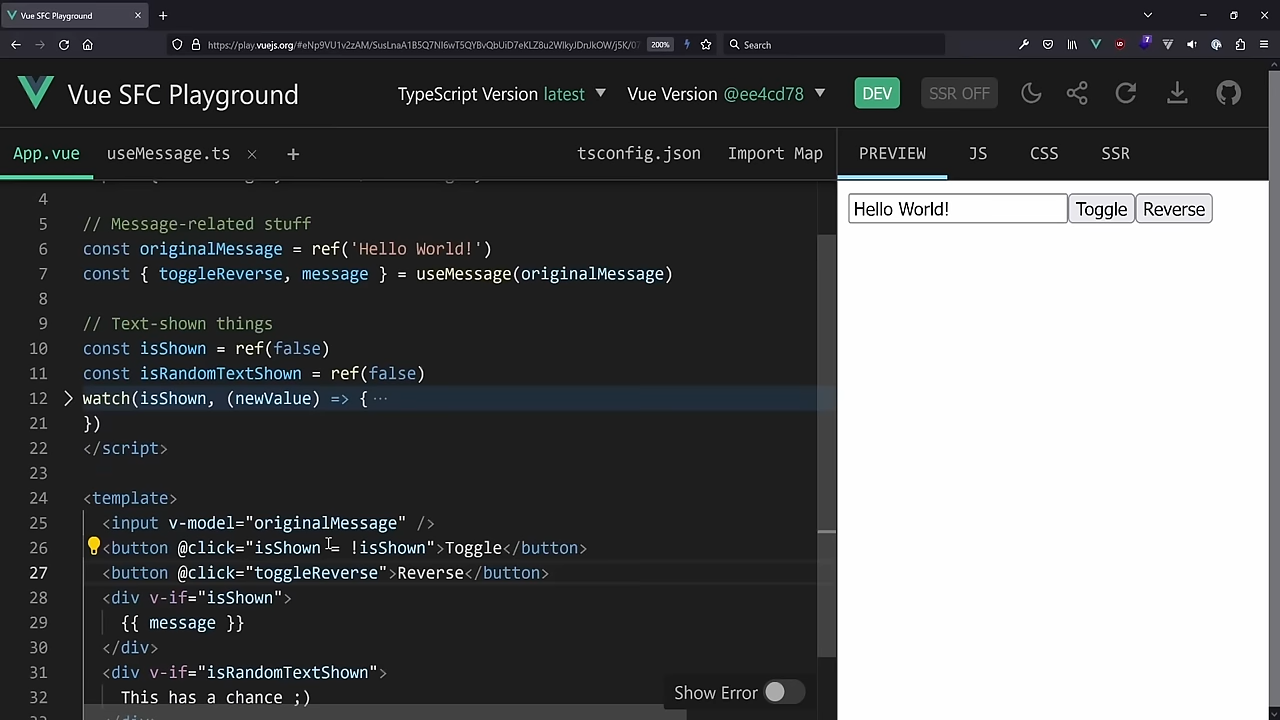 Vue SFC Playground
https://play.vuejs.org/#eNp9VU1v2zAM/SusLnaA1B5Q7NI6wT5QYBvQbUiD7eKLZ8u2WlkyJDnJkOW/j5K/07
200%
Search
7
Vue SFC Playground
TypeScript Version latest
Vue Version @ee4cd78
DEV
SSR OFF
App.vue
useMessage.ts
tsconfig.json
Import Map
PREVIEW
JS
CSS
SSR
4
5 // Message-related stuff
6 const originalMessage = ref('Hello World!')
7 const { toggleReverse, message } = useMessage(originalMessage)
8
9 // Text-shown things
10 const isShown = ref(false)
11 const isRandomTextShown = ref(false)
12 watch(isShown, (newValue) => { ···
21 })
22 </script>
23
24 <template>
25 <input v-model="originalMessage" />
26 <button @click="isShown = !isShown">Toggle</button>
27 <button @click="toggleReverse">Reverse</button>
28 <div v-if="isShown">
29 {{ message }}
30 </div>
31 <div v-if="isRandomTextShown">
32 This has a chance ;)
Show Error
Hello World!
Toggle
Reverse